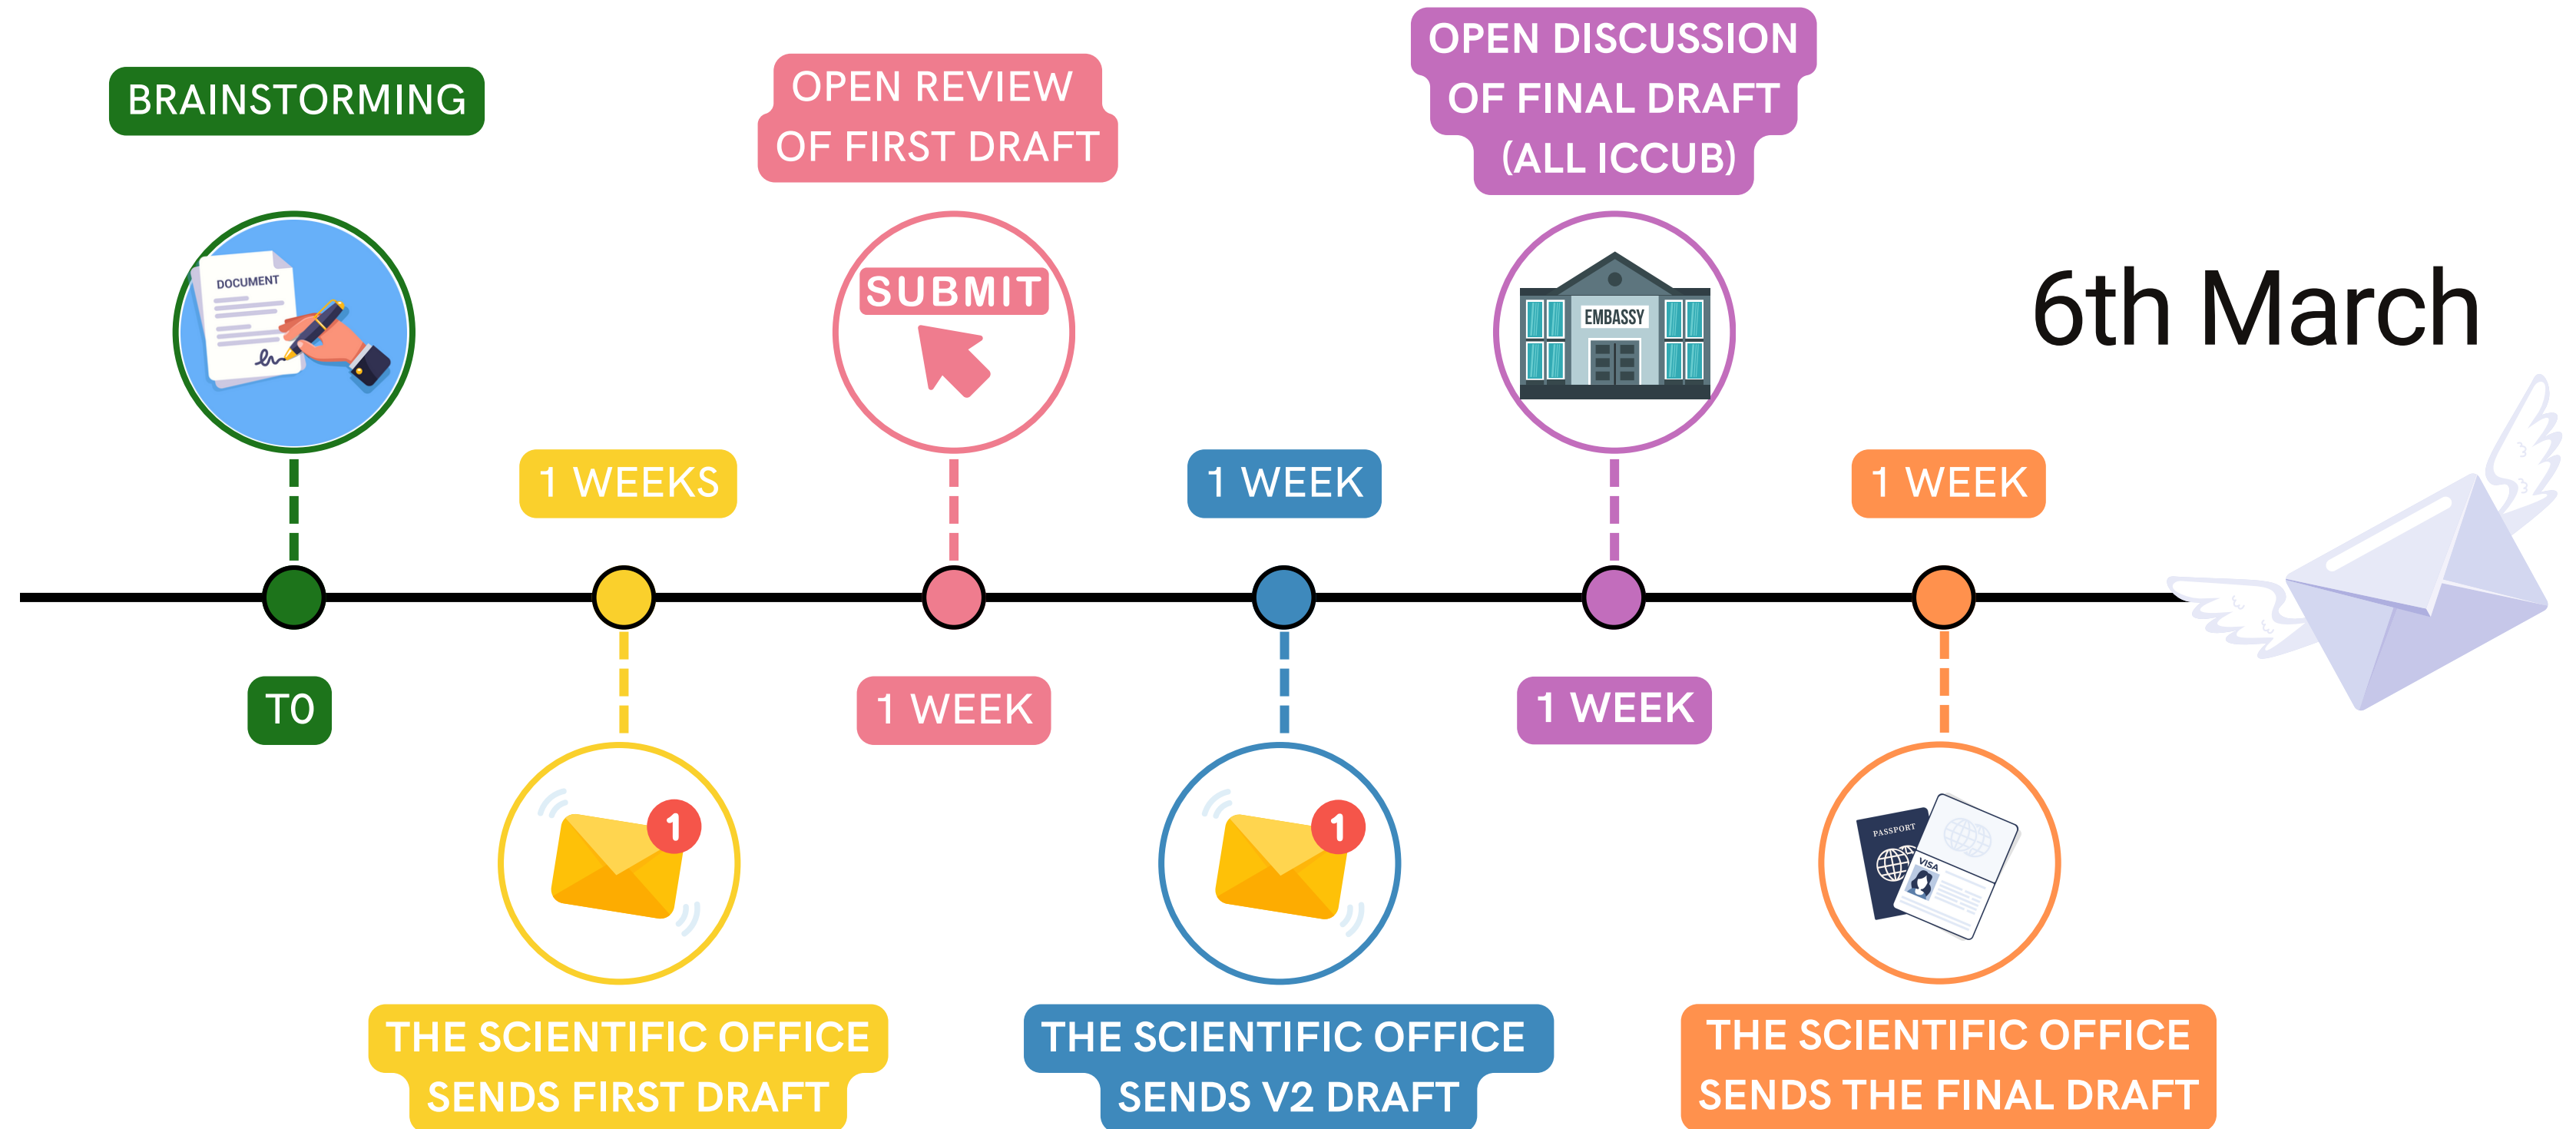 BRAINSTORMING
DOCUMENT
T0
1 WEEKS
1
THE SCIENTIFIC OFFICE
SENDS FIRST DRAFT
OPEN REVIEW
OF FIRST DRAFT
SUBMIT
1 WEEK
1 WEEK
1
THE SCIENTIFIC OFFICE
SENDS V2 DRAFT
OPEN DISCUSSION
OF FINAL DRAFT
(ALL ICCUB)
EMBASSY
1 WEEK
1 WEEK
PASSPORT
VISA
THE SCIENTIFIC OFFICE
SENDS THE FINAL DRAFT
6th March